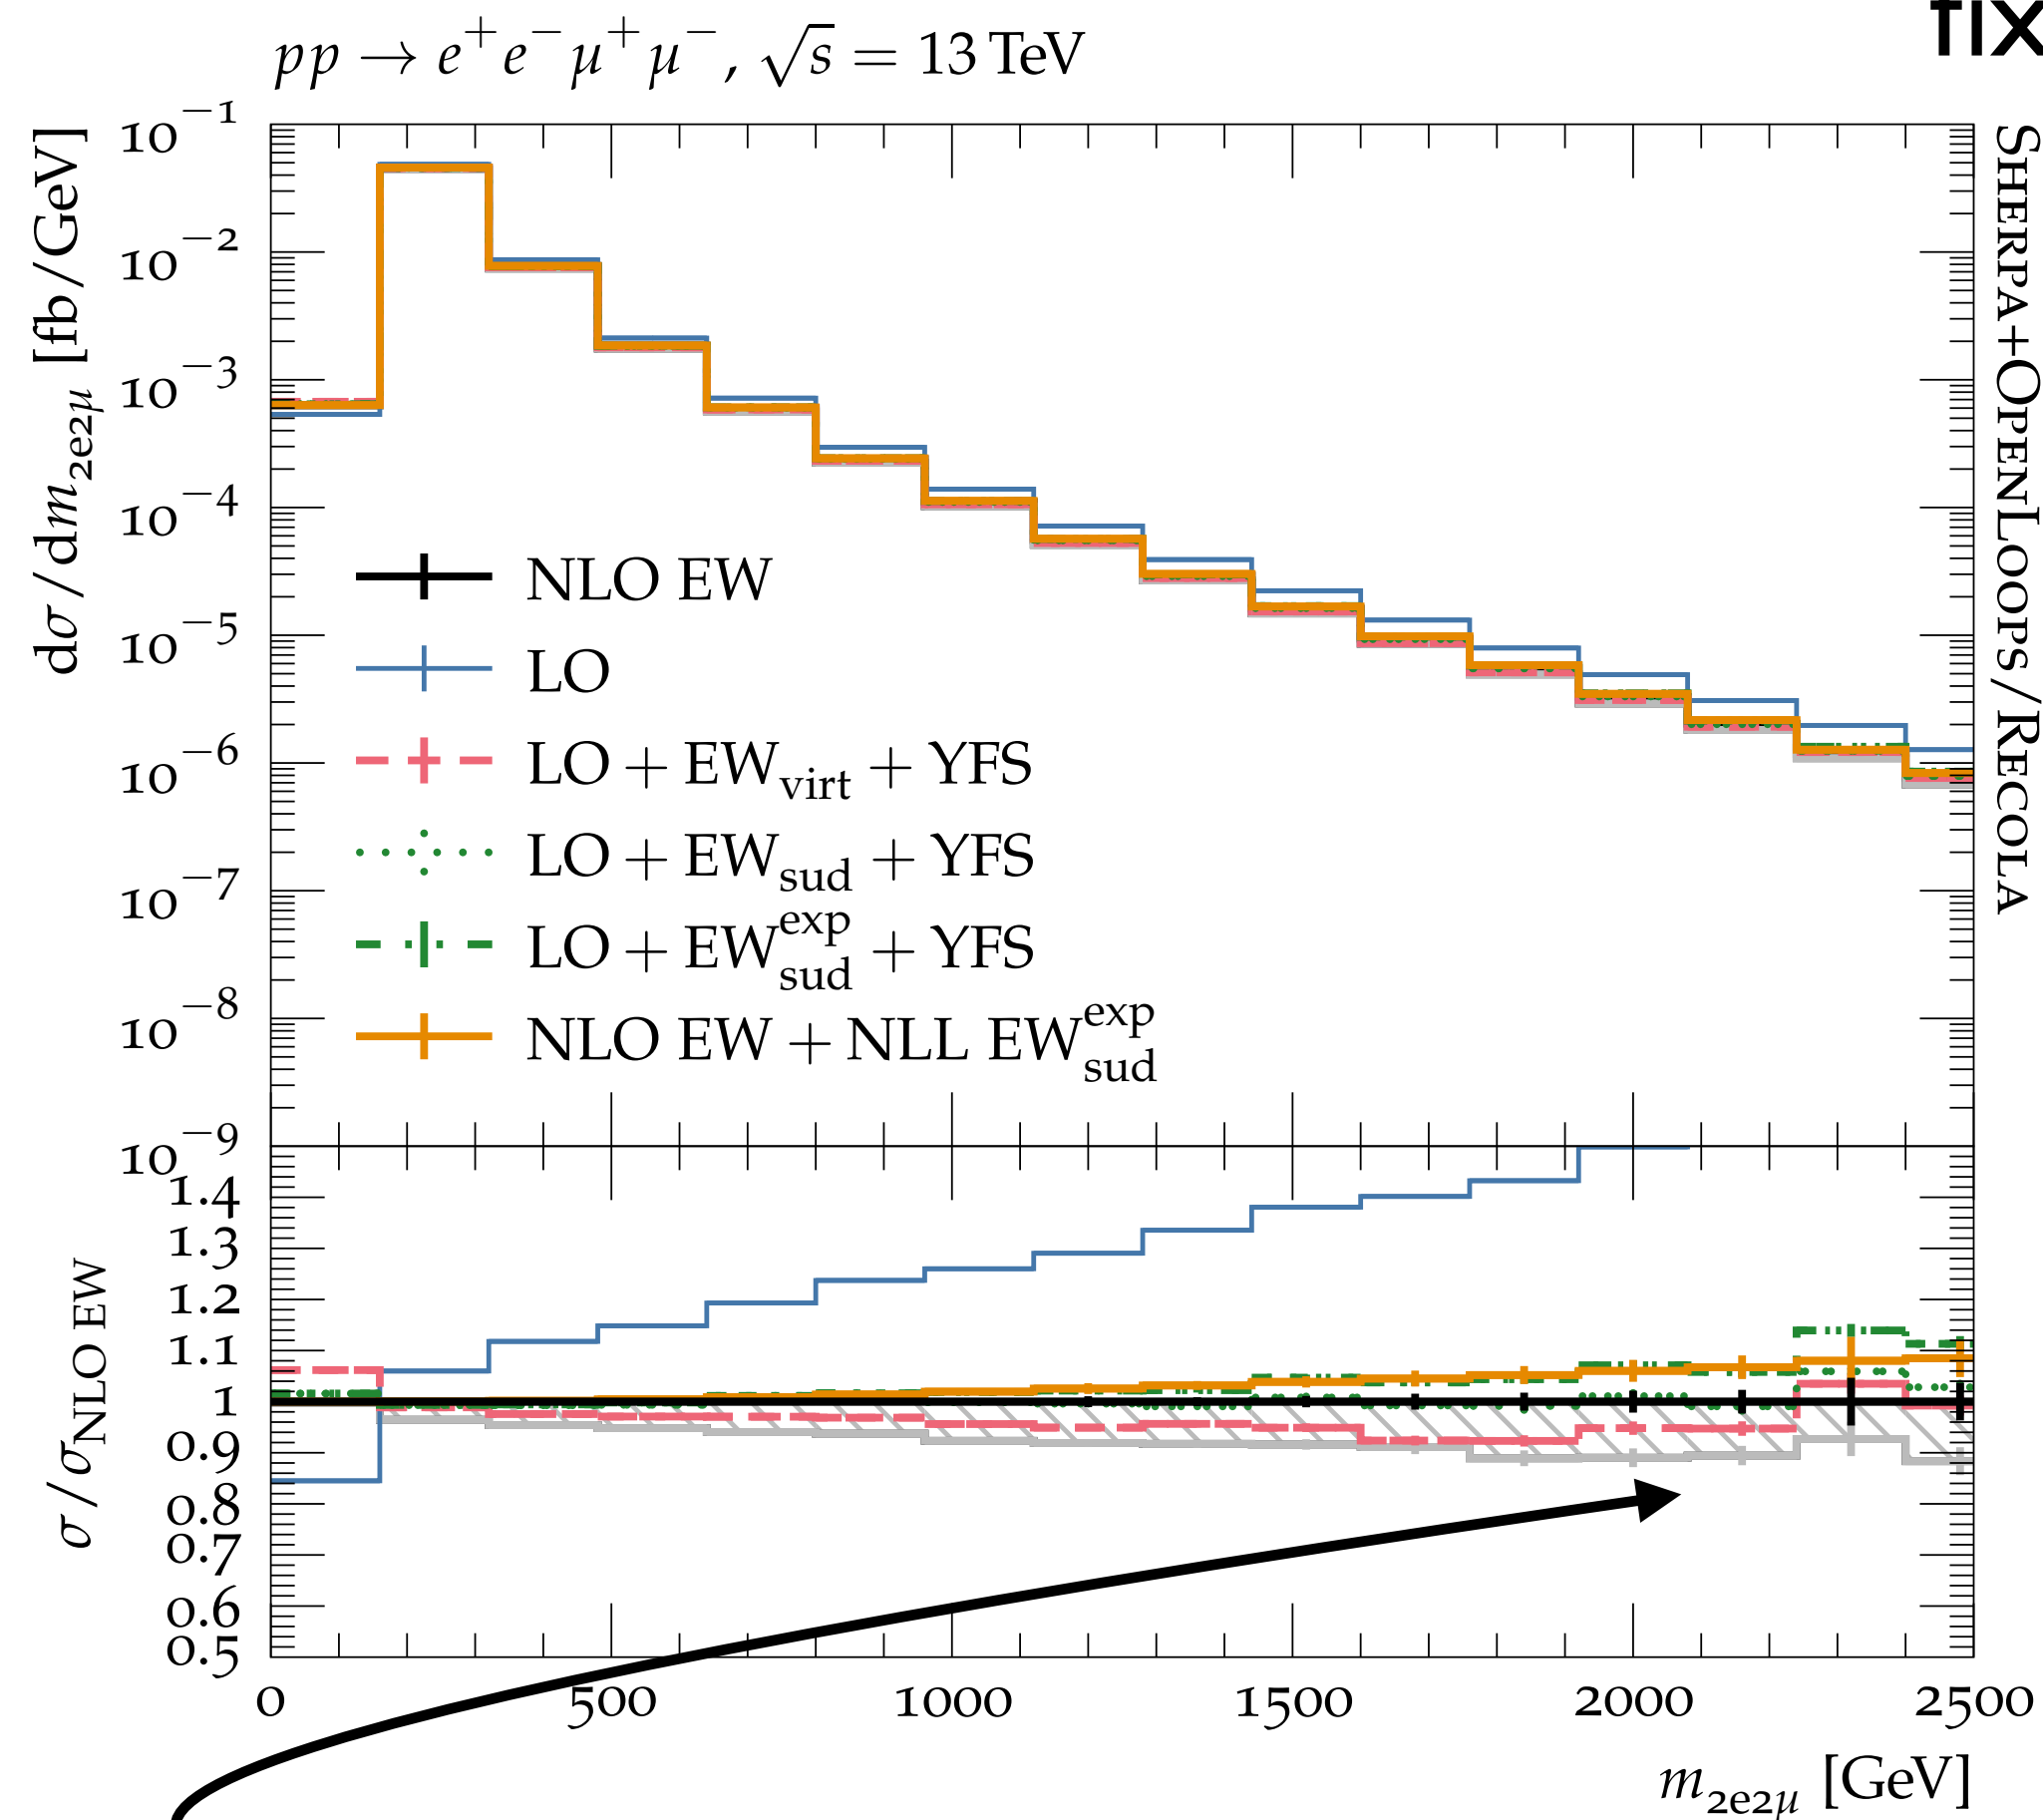 pp → e⁺e⁻μ⁺μ⁻, √s = 13 TeV
TIX
dσ/dm₂ₑ₂μ [fb/GeV]
10⁻¹
10⁻²
10⁻³
10⁻⁴
10⁻⁵
10⁻⁶
10⁻⁷
10⁻⁸
10⁻⁹
NLO EW
LO
LO + EW_virt + YFS
LO + EW_sud + YFS
LO + EW_sud^exp + YFS
NLO EW + NLL EW_sud^exp
SHERPA+OPENLOOPS/RECOLA
σ/σ_NLO EW
1.4
1.3
1.2
1.1
1
0.9
0.8
0.7
0.6
0.5
0 500 1000 1500 2000 2500
m₂ₑ₂μ [GeV]